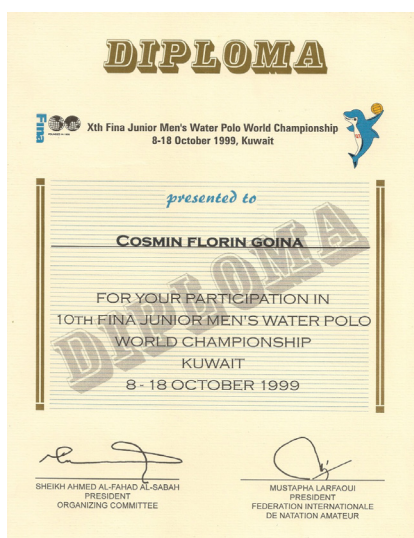 DIPLOMA
Fina
Xth Fina Junior Men's Water Polo World Championship
8-18 October 1999, Kuwait
presented to
COSMIN FLORIN GOINA
DIPLOMA
FOR YOUR PARTICIPATION IN
10TH FINA JUNIOR MEN'S WATER POLO
WORLD CHAMPIONSHIP
KUWAIT
8 - 18 OCTOBER 1999
SHEIKH AHMED AL-FAHAD AL-SABAH
PRESIDENT
ORGANIZING COMMITTEE
MUSTAPHA LARFAOUI
PRESIDENT
FEDERATION INTERNATIONALE
DE NATATION AMATEUR